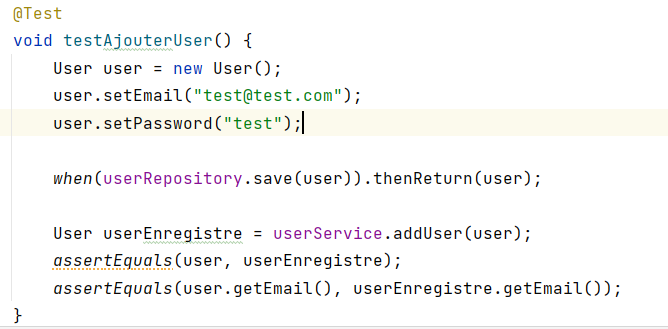 @Test
void testAjouterUser() {
    User user = new User();
    user.setEmail("test@test.com");
    user.setPassword("test");
    when(userRepository.save(user)).thenReturn(user);
    User userEnregistre = userService.addUser(user);
    assertEquals(user, userEnregistre);
    assertEquals(user.getEmail(), userEnregistre.getEmail());
}